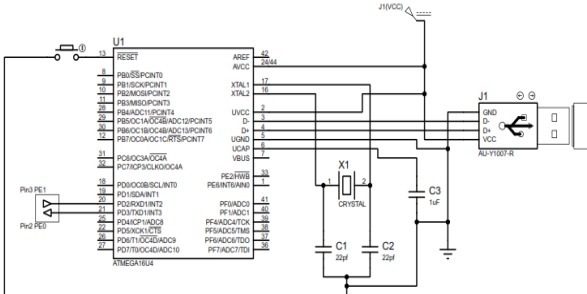 J1(VCC)
U1
13 RESET
8 PB0/SS/PCINT0
9 PB1/SCK/PCINT1
10 PB2/MOSI/PCINT2
11 PB3/MISO/PCINT3
28 PB4/ADC11/PCINT4
29 PB5/OC1A/OC4B/ADC12/PCINT5
30 PB6/OC1B/OC4B/ADC13/PCINT6
12 PB7/OC0A/OC1C/RTS/PCINT7
31 PC6/OC3A/OC4A
32 PC7/ICP3/CLKO/OC4A
18 PD0/OC0B/SCL/INT0
19 PD1/SDA/INT1
20 PD2/RXD1/INT2
21 PD3/TXD1/INT3
25 PD4/ICP1/ADC8
22 PD5/XCK1/CTS
26 PD6/T1/OC4D/ADC9
27 PD7/T0/OC4D/ADC10
ATMEGA16U4
AREF 42
AVCC 24/44
XTAL1 17
XTAL2 16
UVCC 2
D- 3
D+ 4
UGND 5
UCAP 6
VBUS 7
PE2/HWB 33
PE6/INT6/AIN0 1
PF0/ADC0 41
PF1/ADC1 40
PF4/ADC4/TCK 39
PF5/ADC5/TMS 38
PF6/ADC6/TDO 37
PF7/ADC7/TDI 36
Pin3 PE1
Pin2 PE0
X1
1 2
CRYSTAL
C1
22pf
C2
22pf
C3
1uF
J1
GND
D-
D+
VCC
AU-Y1007-R